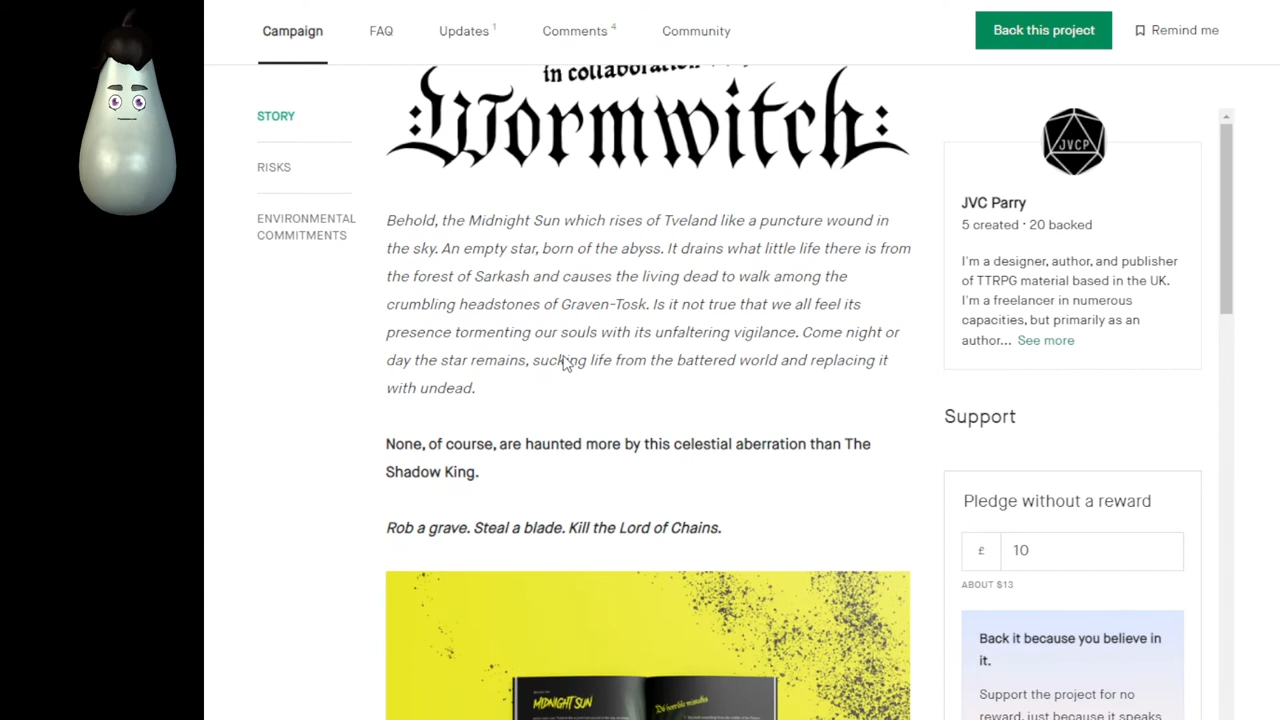 Campaign
FAQ
Updates 1
Comments 4
Community
Back this project
Remind me
STORY
RISKS
ENVIRONMENTAL
COMMITMENTS
in collaboration
:Wormwitch:
Behold, the Midnight Sun which rises of Tveland like a puncture wound in
the sky. An empty star, born of the abyss. It drains what little life there is from
the forest of Sarkash and causes the living dead to walk among the
crumbling headstones of Graven-Tosk. Is it not true that we all feel its
presence tormenting our souls with its unfaltering vigilance. Come night or
day the star remains, sucking life from the battered world and replacing it
with undead.
None, of course, are haunted more by this celestial aberration than The
Shadow King.
Rob a grave. Steal a blade. Kill the Lord of Chains.
MIDNIGHT SUN
D6 horrible mistakes
JVCP
JVC Parry
5 created · 20 backed
I'm a designer, author, and publisher
of TTRPG material based in the UK.
I'm a freelancer in numerous
capacities, but primarily as an
author... See more
Support
Pledge without a reward
£ 10
ABOUT $13
Back it because you believe in
it.
Support the project for no
reward, just because it speaks